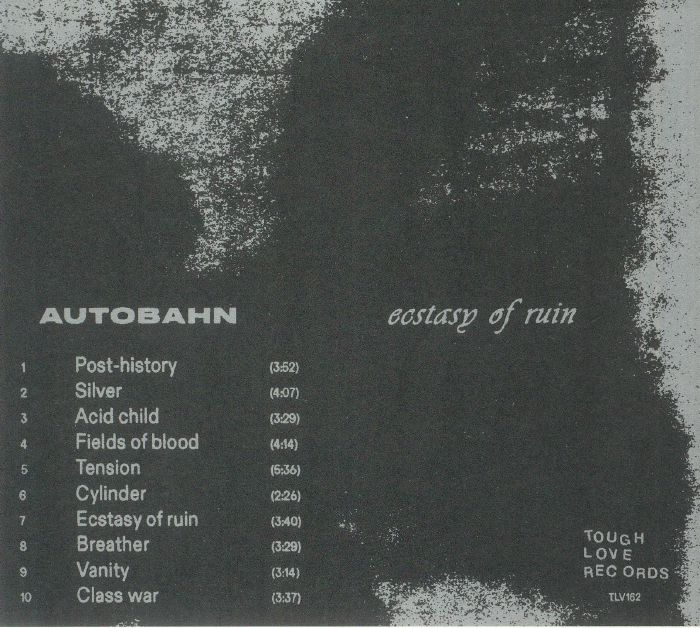 AUTOBAHN
ecstasy of ruin
1 Post-history (3:52)
2 Silver (4:07)
3 Acid child (3:29)
4 Fields of blood (4:14)
5 Tension (5:36)
6 Cylinder (2:26)
7 Ecstasy of ruin (3:40)
8 Breather (3:29)
9 Vanity (3:14)
10 Class war (3:37)
TOUGH
LOVE
RECORDS
TLV162